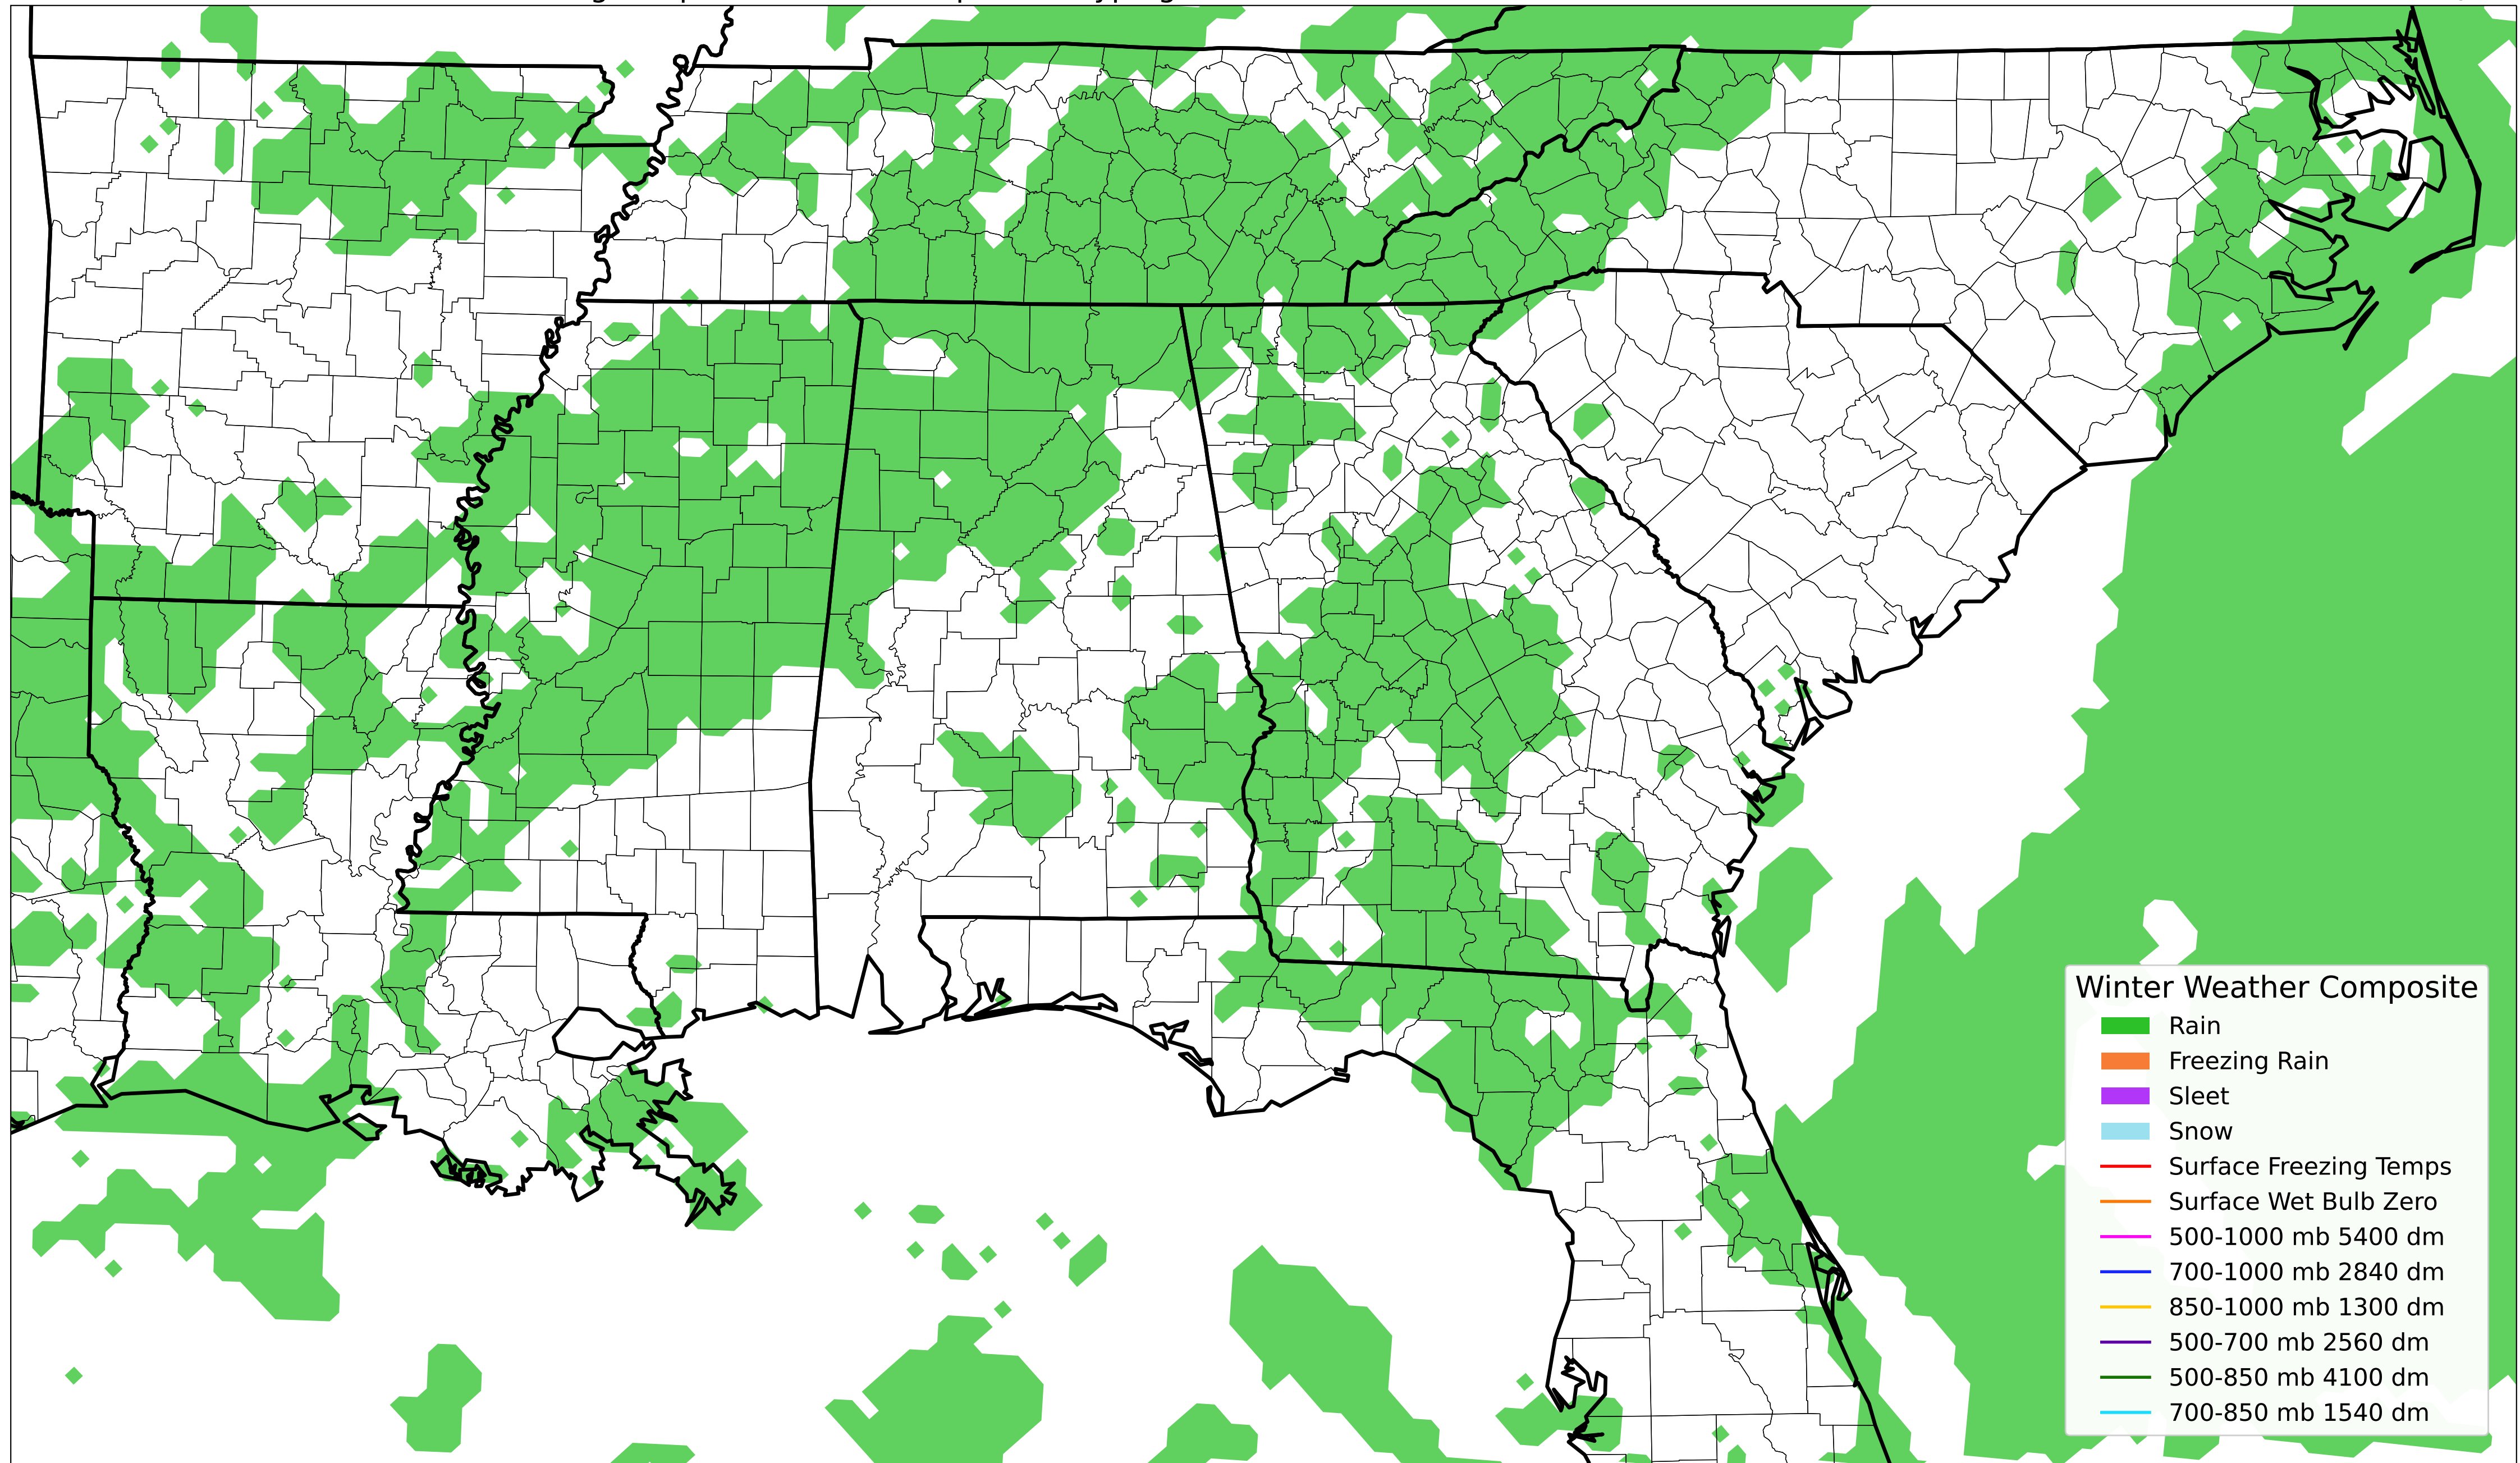 Winter Weather Composite
Rain
Freezing Rain
Sleet
Snow
Surface Freezing Temps
Surface Wet Bulb Zero
500-1000 mb 5400 dm
700-1000 mb 2840 dm
850-1000 mb 1300 dm
500-700 mb 2560 dm
500-850 mb 4100 dm
700-850 mb 1540 dm